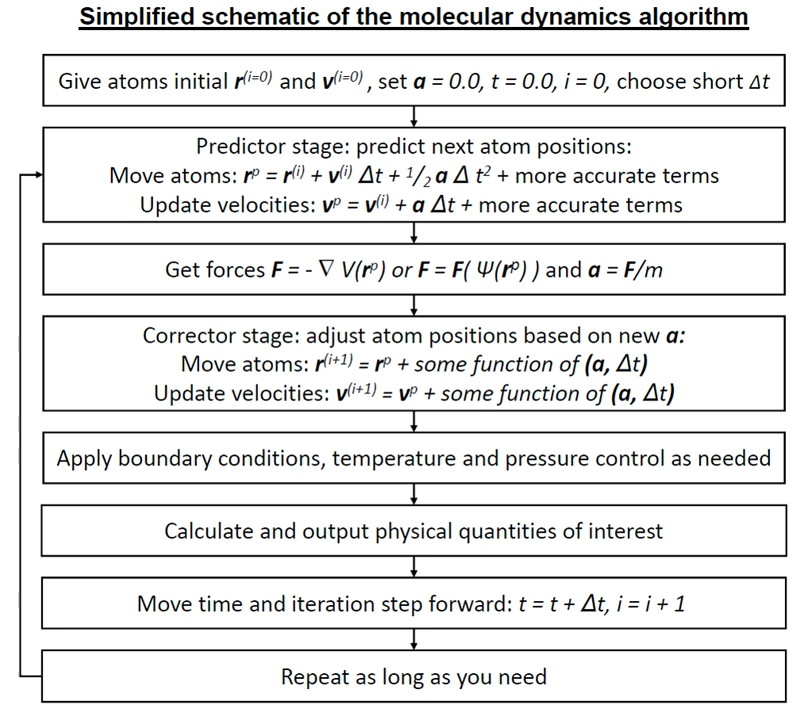 Simplified schematic of the molecular dynamics algorithm
Give atoms initial r⁽ⁱ⁼⁰⁾ and v⁽ⁱ⁼⁰⁾ , set a = 0.0, t = 0.0, i = 0, choose short Δt
Predictor stage: predict next atom positions:
Move atoms: rᵖ = r⁽ⁱ⁾ + v⁽ⁱ⁾ Δt + ¹/₂ a Δ t² + more accurate terms
Update velocities: vᵖ = v⁽ⁱ⁾ + a Δt + more accurate terms
Get forces F = - ∇ V(rᵖ) or F = F( Ψ(rᵖ) ) and a = F/m
Corrector stage: adjust atom positions based on new a:
Move atoms: r⁽ⁱ⁺¹⁾ = rᵖ + some function of (a, Δt)
Update velocities: v⁽ⁱ⁺¹⁾ = vᵖ + some function of (a, Δt)
Apply boundary conditions, temperature and pressure control as needed
Calculate and output physical quantities of interest
Move time and iteration step forward: t = t + Δt, i = i + 1
Repeat as long as you need